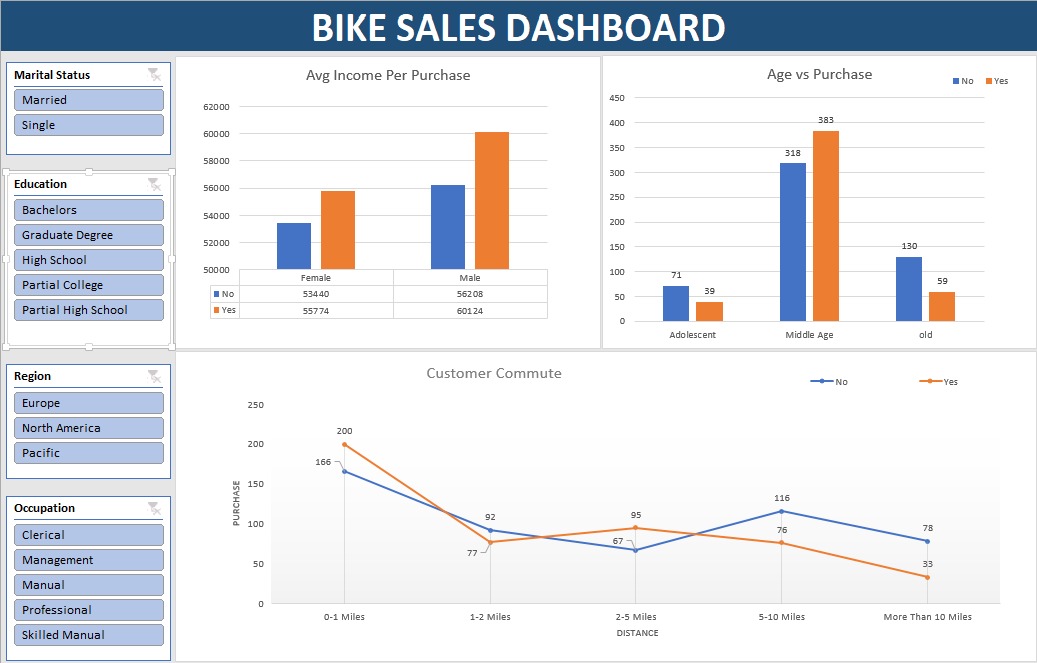 BIKE SALES DASHBOARD
Marital Status
Married
Single
Education
Bachelors
Graduate Degree
High School
Partial College
Partial High School
Region
Europe
North America
Pacific
Occupation
Clerical
Management
Manual
Professional
Skilled Manual
Avg Income Per Purchase
62000
60000
58000
56000
54000
52000
50000
Female Male
No 53440 56208
Yes 55774 60124
Age vs Purchase
No Yes
450
400
350
300
250
200
150
100
50
0
71 39 318 383 130 59
Adolescent Middle Age old
Customer Commute
No Yes
PURCHASE
250
200
150
100
50
0
200 166 92 77 95 67 116 76 78 33
0-1 Miles 1-2 Miles 2-5 Miles 5-10 Miles More Than 10 Miles
DISTANCE